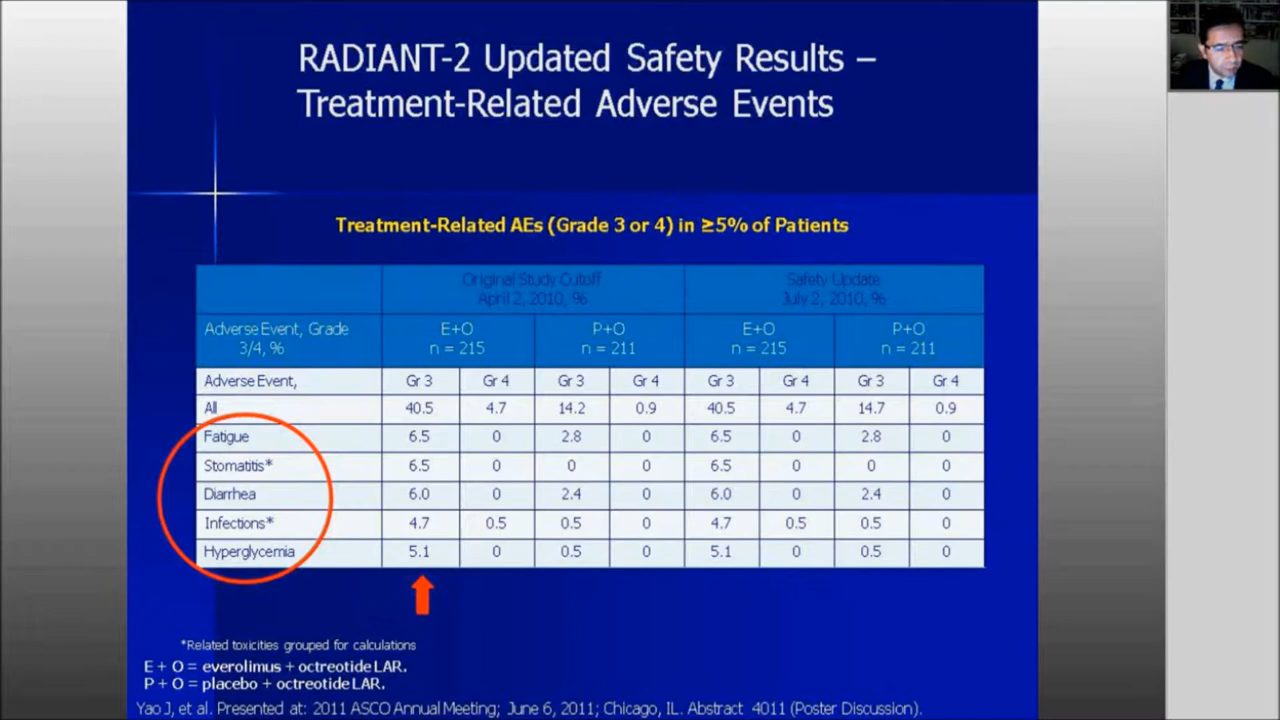 RADIANT-2 Updated Safety Results –
Treatment-Related Adverse Events
Treatment-Related AEs (Grade 3 or 4) in ≥5% of Patients
Original Study Cutoff Safety Update
April 2, 2010, % July 2, 2010, %
Adverse Event, Grade E+O P+O E+O P+O
3/4, % n = 215 n = 211 n = 215 n = 211
Adverse Event, Gr 3 Gr 4 Gr 3 Gr 4 Gr 3 Gr 4 Gr 3 Gr 4
All 40.5 4.7 14.2 0.9 40.5 4.7 14.7 0.9
Fatigue 6.5 0 2.8 0 6.5 0 2.8 0
Stomatitis* 6.5 0 0 0 6.5 0 0 0
Diarrhea 6.0 0 2.4 0 6.0 0 2.4 0
Infections* 4.7 0.5 0.5 0 4.7 0.5 0.5 0
Hyperglycemia 5.1 0 0.5 0 5.1 0 0.5 0
*Related toxicities grouped for calculations
E + O = everolimus + octreotide LAR.
P + O = placebo + octreotide LAR.
Yao J, et al. Presented at: 2011 ASCO Annual Meeting; June 6, 2011; Chicago, IL. Abstract 4011 (Poster Discussion).